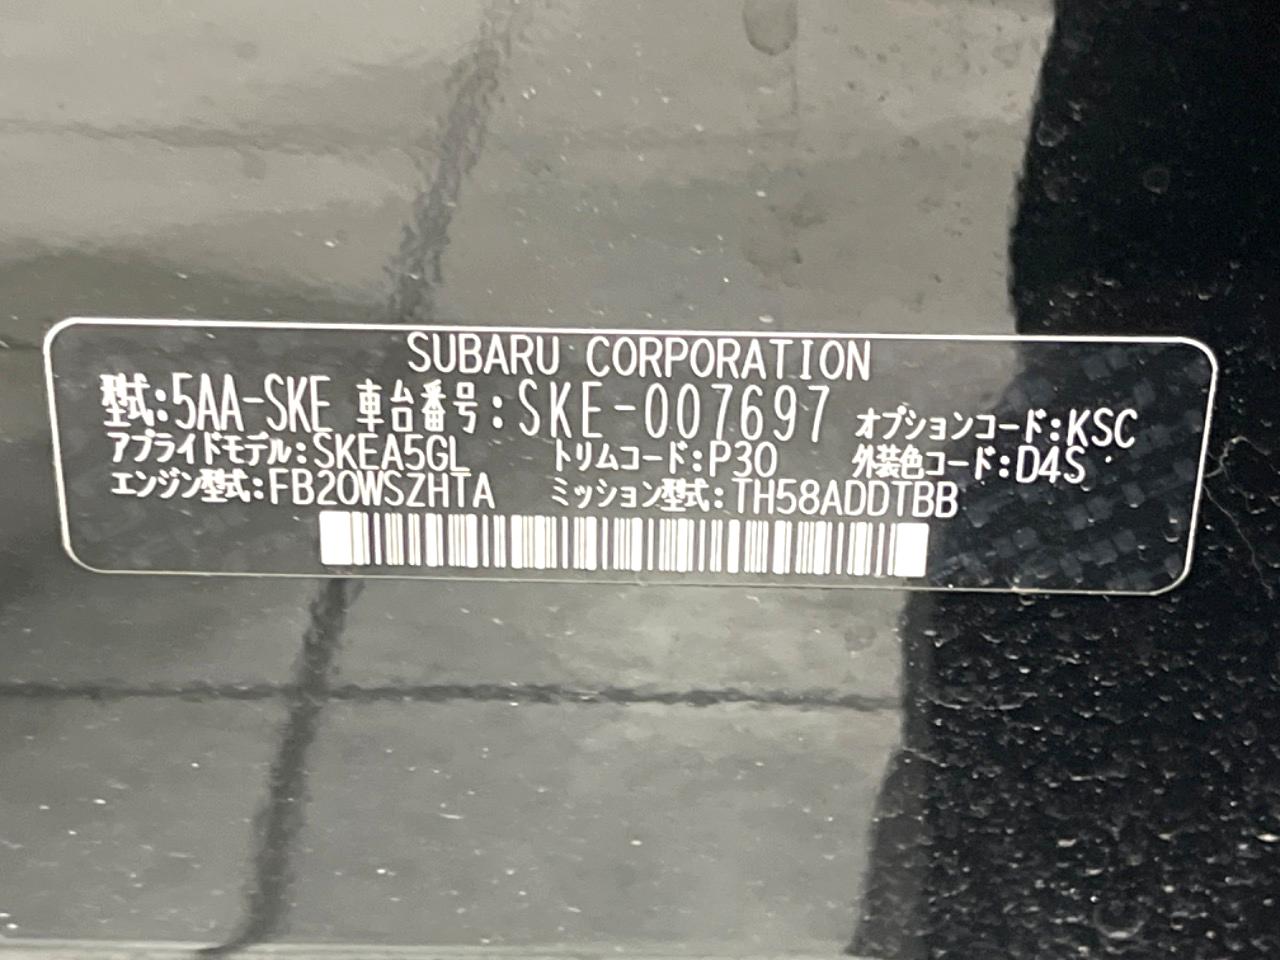 SUBARU CORPORATION
型式:5AA-SKE 車台番号:SKE-007697 オプションコード:KSC
アプライドモデル:SKEA5GL トリムコード:P30 外装色コード:D4S
エンジン型式:FB20WSZHTA ミッション型式:TH58ADDTBB